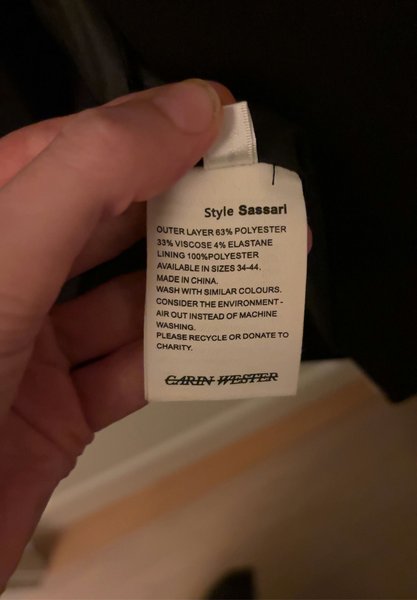 Style Sassari
OUTER LAYER 63% POLYESTER
33% VISCOSE 4% ELASTANE
LINING 100%POLYESTER
AVAILABLE IN SIZES 34-44.
MADE IN CHINA.
WASH WITH SIMILAR COLOURS.
CONSIDER THE ENVIRONMENT -
AIR OUT INSTEAD OF MACHINE
WASHING.
PLEASE RECYCLE OR DONATE TO
CHARITY.
CARIN WESTER